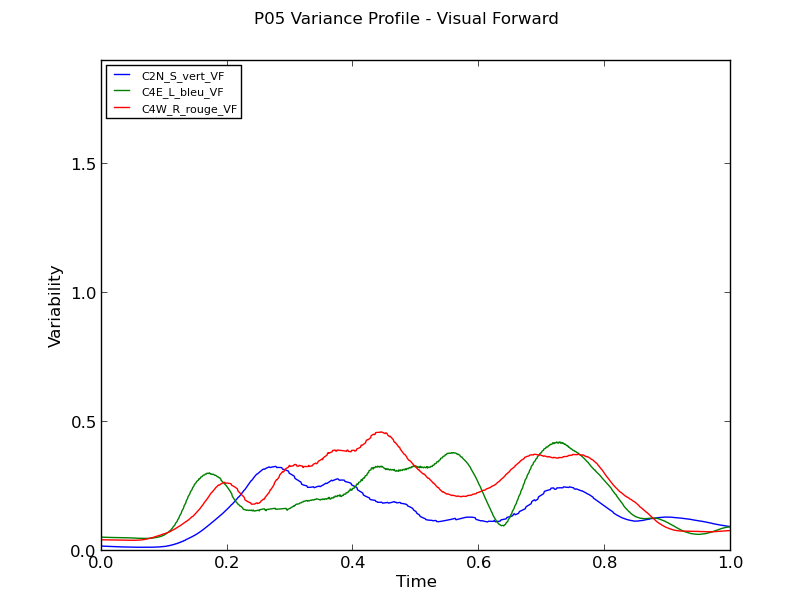 P05 Variance Profile - Visual Forward
C2N_S_vert_VF
C4E_L_bleu_VF
C4W_R_rouge_VF
Variability
1.5
1.0
0.5
0.0
0.0 0.2 0.4 0.6 0.8 1.0
Time